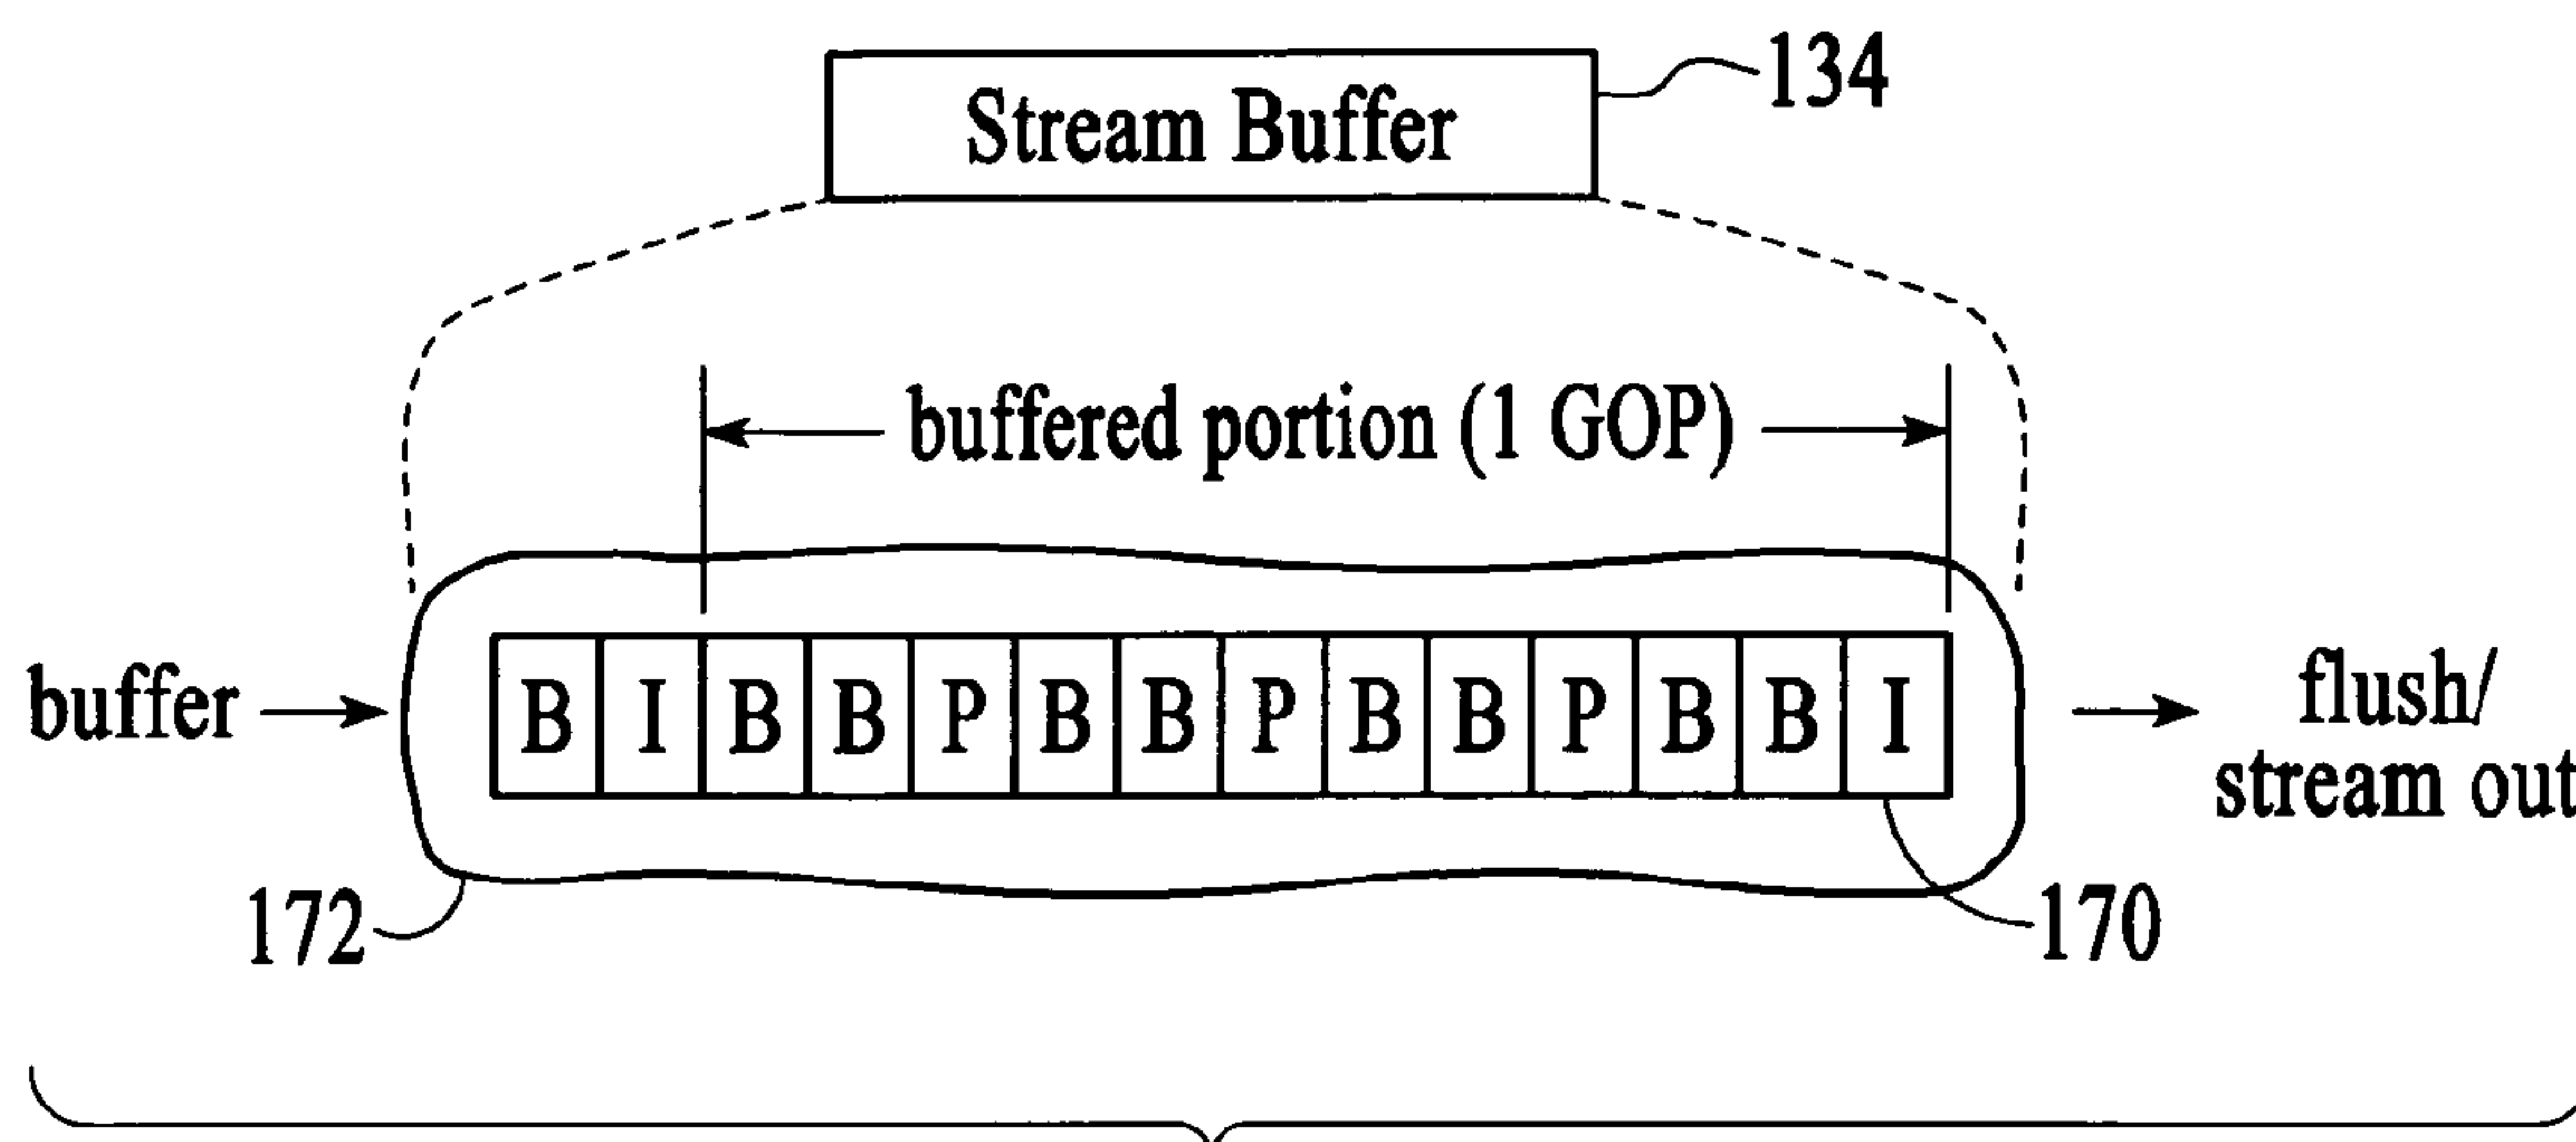 Stream Buffer
134
buffered portion (1 GOP)
buffer
B I B B P B B P B B P B B I
flush/
stream out
172
170